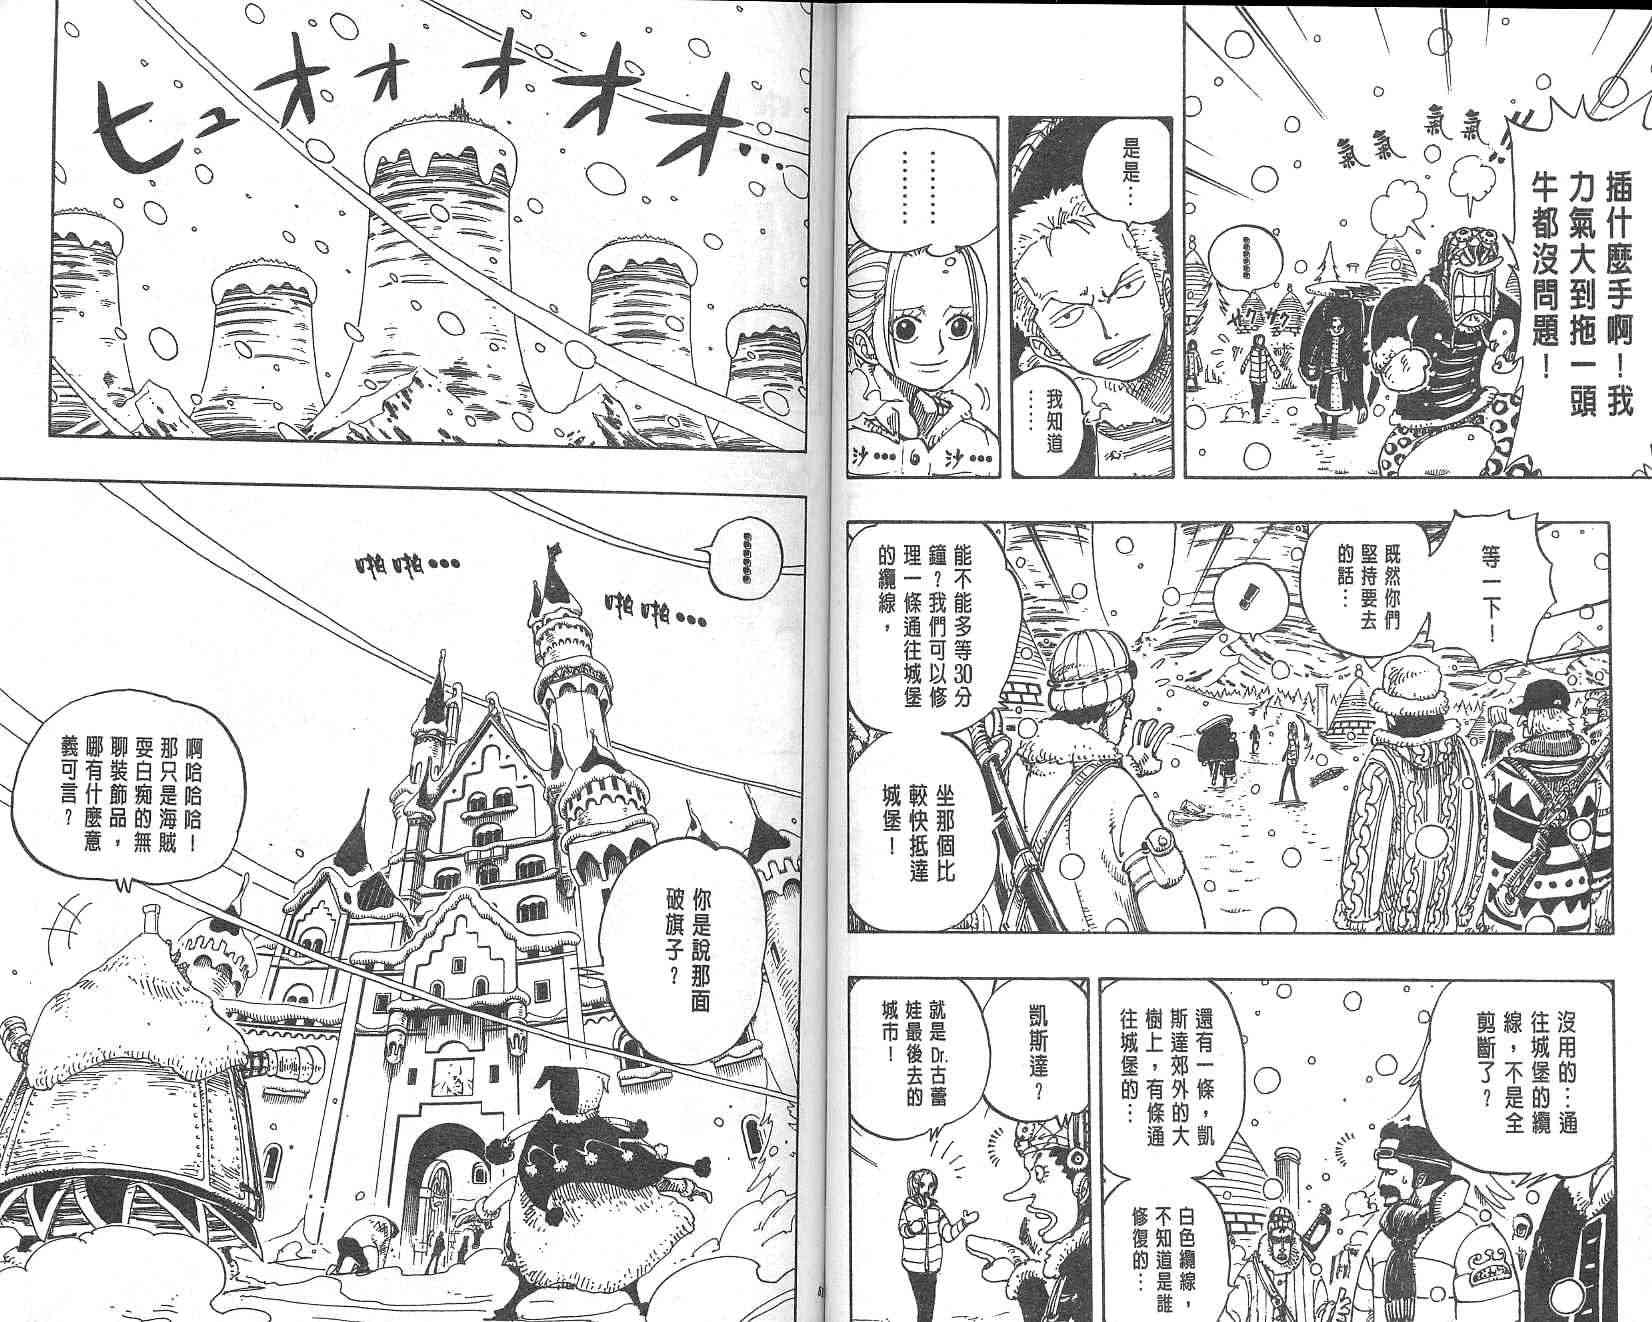 插什麼手啊！我
力氣大到拖一頭
牛都沒問題！
氣
氣
氣
氣
………
是是…
我知道
……
……
……
沙…
沙…
等一下！
既然你們
堅持要去
的話…
！
能不能多等30分
鐘？我們可以修
理一條通往城堡
的纜線，
坐那個比
較快抵達
城堡！
沒用的…通
往城堡的纜
線，不是全
剪斷了？
還有一條，凱
斯達郊外的大
樹上，有條通
往城堡的…
白色纜線，
不知道是誰
修復的…
凱斯達？
就是Dr.古蕾
娃最後去的
城市！
ヒュオオオオオ…
………
啪啪…
啪啪…
你是說那面
破旗子？
啊哈哈哈！
那只是海賊
耍白痴的無
聊裝飾品，
哪有什麼意
義可言？